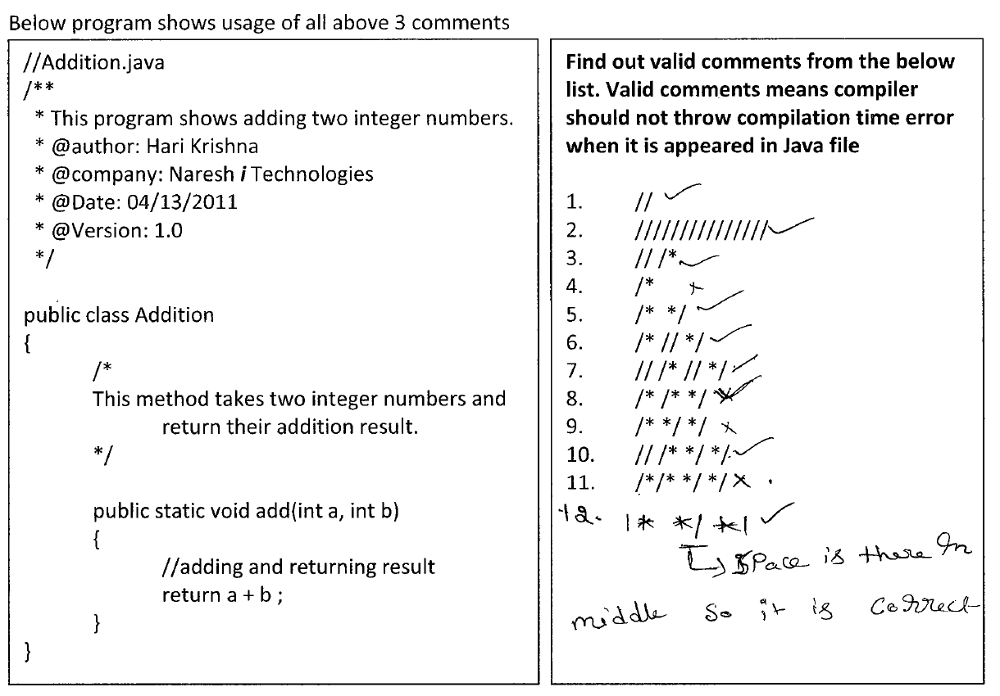 Below program shows usage of all above 3 comments
//Addition.java
/**
* This program shows adding two integer numbers.
* @author: Hari Krishna
* @company: Naresh i Technologies
* @Date: 04/13/2011
* @Version: 1.0
*/
public class Addition
{
/*
This method takes two integer numbers and
return their addition result.
*/
public static void add(int a, int b)
{
//adding and returning result
return a + b ;
}
}
Find out valid comments from the below
list. Valid comments means compiler
should not throw compilation time error
when it is appeared in Java file
1. // ✓
2. /////////////// ✓
3. // /* ✓
4. /* ×
5. /* */ ✓
6. /* // */ ✓
7. // /* // */ ✓
8. /* /* */ ✓
9. /* */ */ ×
10. // /* */ */ ✓
11. /*/* */ */ ×
12. /* */ */ ✓
↳ Space is there In
middle so it is correct